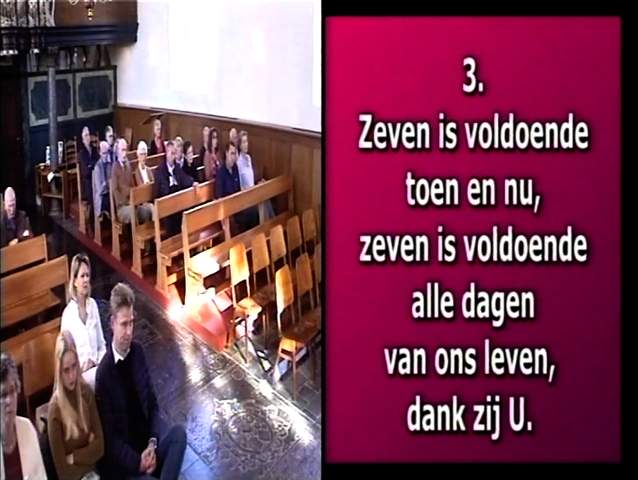 3.
Zeven is voldoende
toen en nu,
zeven is voldoende
alle dagen
van ons leven,
dank zij U.